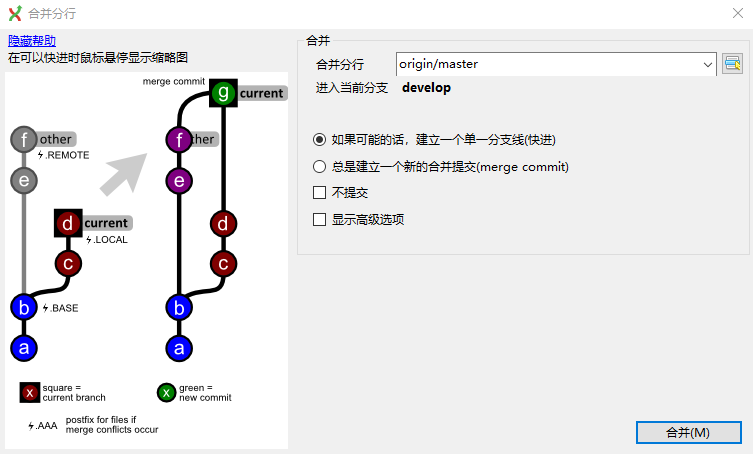 合并分行
隐藏帮助
在可以快进时鼠标悬停显示缩略图
merge commit
g
current
f
other
.REMOTE
f
ther
e
e
d
current
.LOCAL
d
c
c
b
.BASE
b
a
a
x
square =
current branch
x
green =
new commit
.AAA
postfix for files if
merge conflicts occur
合并
合并分行
origin/master
进入当前分支
develop
如果可能的话，建立一个单一分支线(快进)
总是建立一个新的合并提交(merge commit)
不提交
显示高级选项
合并(M)